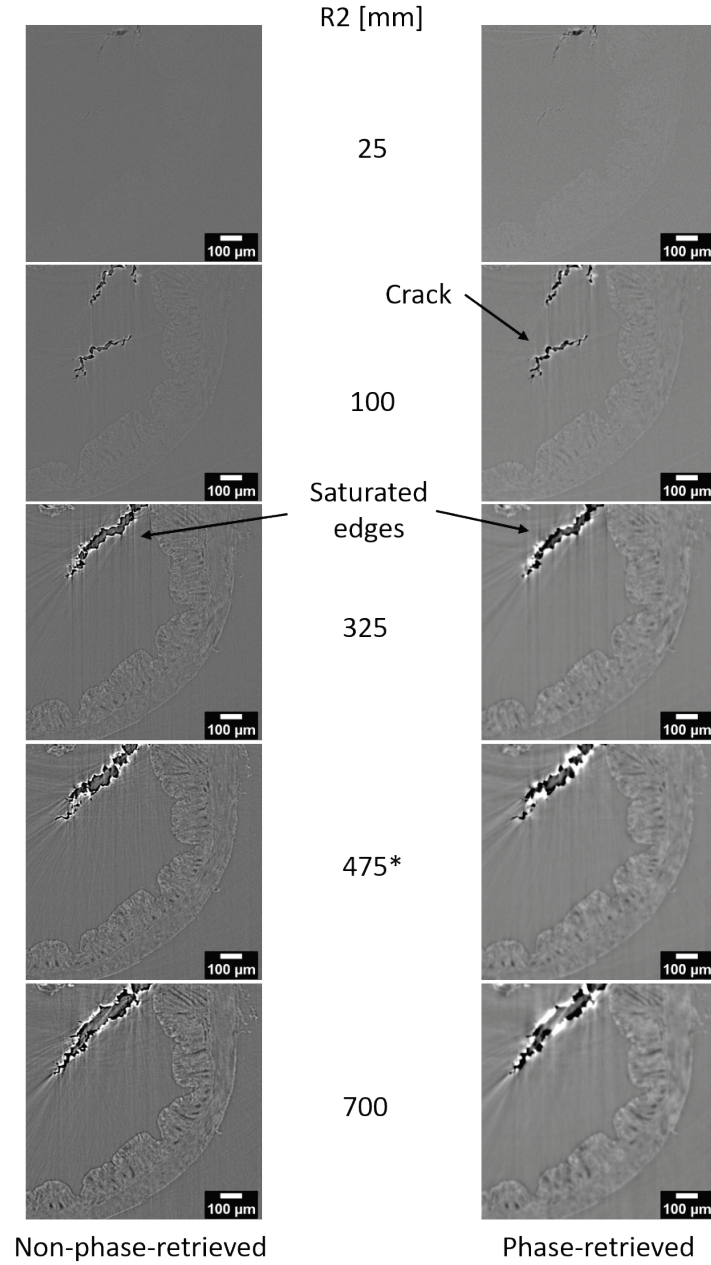 R2 [mm]
25
100 µm
100 µm
Crack
100
100 µm
100 µm
Saturated
edges
325
100 µm
100 µm
475*
100 µm
100 µm
700
100 µm
100 µm
Non-phase-retrieved
Phase-retrieved